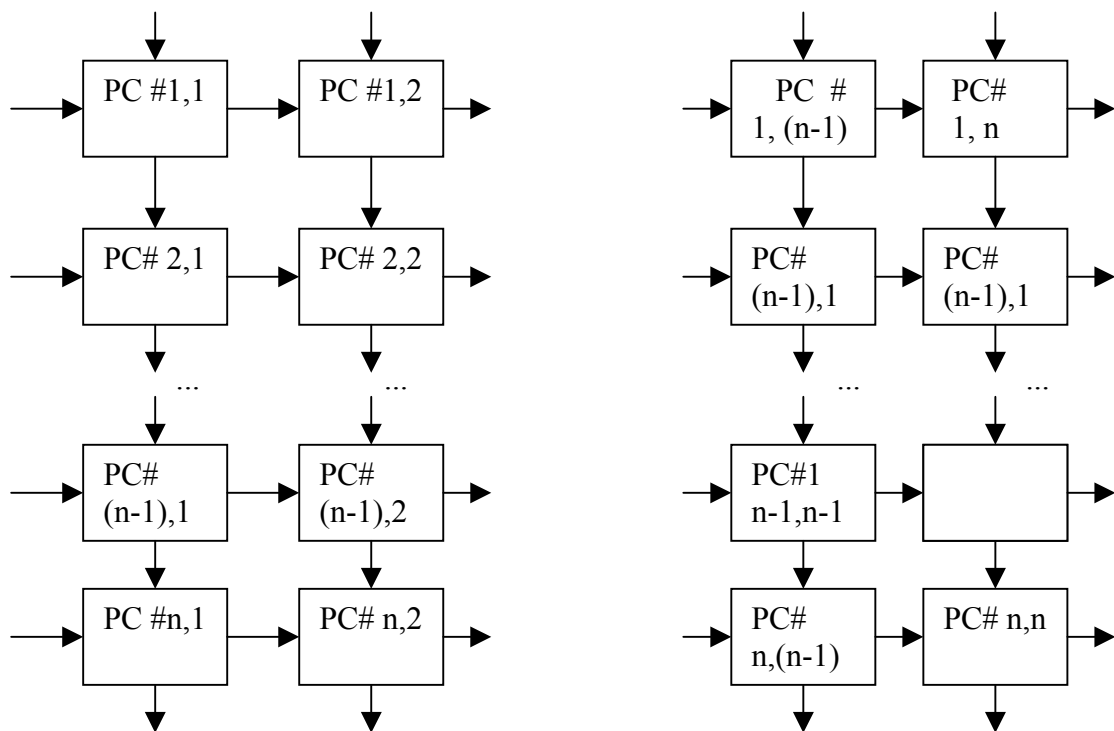 PC #1,1
PC #1,2
PC #
1, (n-1)
PC#
1, n
PC# 2,1
PC# 2,2
PC#
(n-1),1
PC#
(n-1),1
...
...
...
...
PC#
(n-1),1
PC#
(n-1),2
PC#1
n-1,n-1
PC #n,1
PC# n,2
PC#
n,(n-1)
PC# n,n